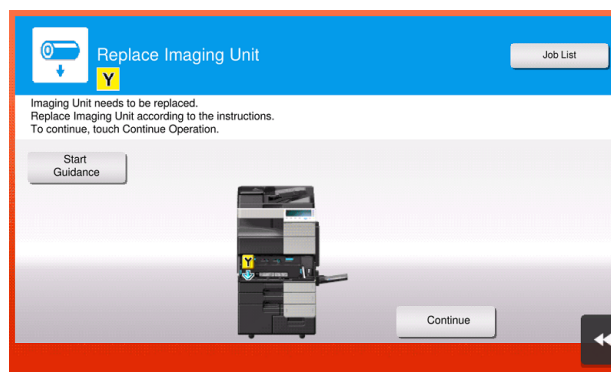 Replace Imaging Unit
Y
Job List
Imaging Unit needs to be replaced.
Replace Imaging Unit according to the instructions.
To continue, touch Continue Operation.
Start
Guidance
Y
Continue